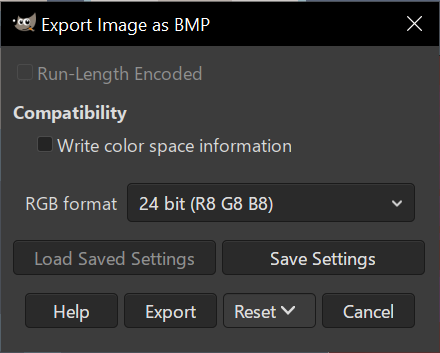 Export Image as BMP
Run-Length Encoded
Compatibility
Write color space information
RGB format 24 bit (R8 G8 B8)
Load Saved Settings Save Settings
Help Export Reset Cancel